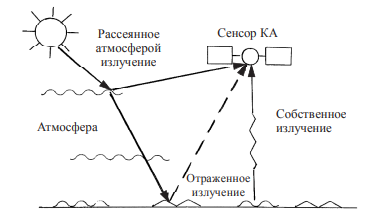 Рассеянное
атмосферой
излучение
Сенсор КА
Атмосфера
Собственное
излучение
Отраженное
излучение